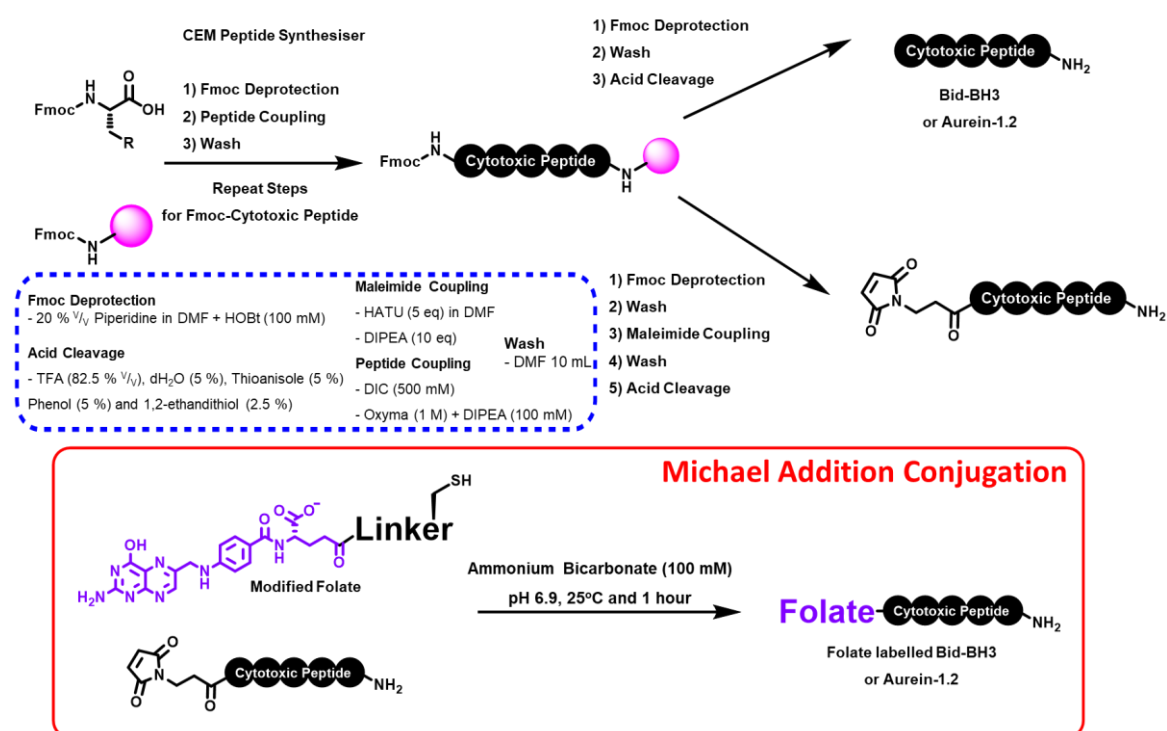 CEM Peptide Synthesiser
1) Fmoc Deprotection
2) Peptide Coupling
3) Wash
Repeat Steps
for Fmoc-Cytotoxic Peptide
Fmoc
H
N
O
OH
R
Fmoc
N
H
Fmoc
H
N
Cytotoxic Peptide
N
H
1) Fmoc Deprotection
2) Wash
3) Acid Cleavage
Cytotoxic Peptide
NH2
Bid-BH3
or Aurein-1.2
1) Fmoc Deprotection
2) Wash
3) Maleimide Coupling
4) Wash
5) Acid Cleavage
O
N
O
O
Cytotoxic Peptide
NH2
Fmoc Deprotection
- 20 % V/V Piperidine in DMF + HOBt (100 mM)
Acid Cleavage
- TFA (82.5 % V/V), dH2O (5 %), Thioanisole (5 %)
Phenol (5 %) and 1,2-ethandithiol (2.5 %)
Maleimide Coupling
- HATU (5 eq) in DMF
- DIPEA (10 eq)
Peptide Coupling
- DIC (500 mM)
- Oxyma (1 M) + DIPEA (100 mM)
Wash
- DMF 10 mL
Michael Addition Conjugation
SH
Linker
O
O-
O
N
H
O
OH
N
N
H2N
N
N
N
H
Modified Folate
O
N
O
O
Cytotoxic Peptide
NH2
Ammonium Bicarbonate (100 mM)
pH 6.9, 25°C and 1 hour
Folate
Cytotoxic Peptide
NH2
Folate labelled Bid-BH3
or Aurein-1.2